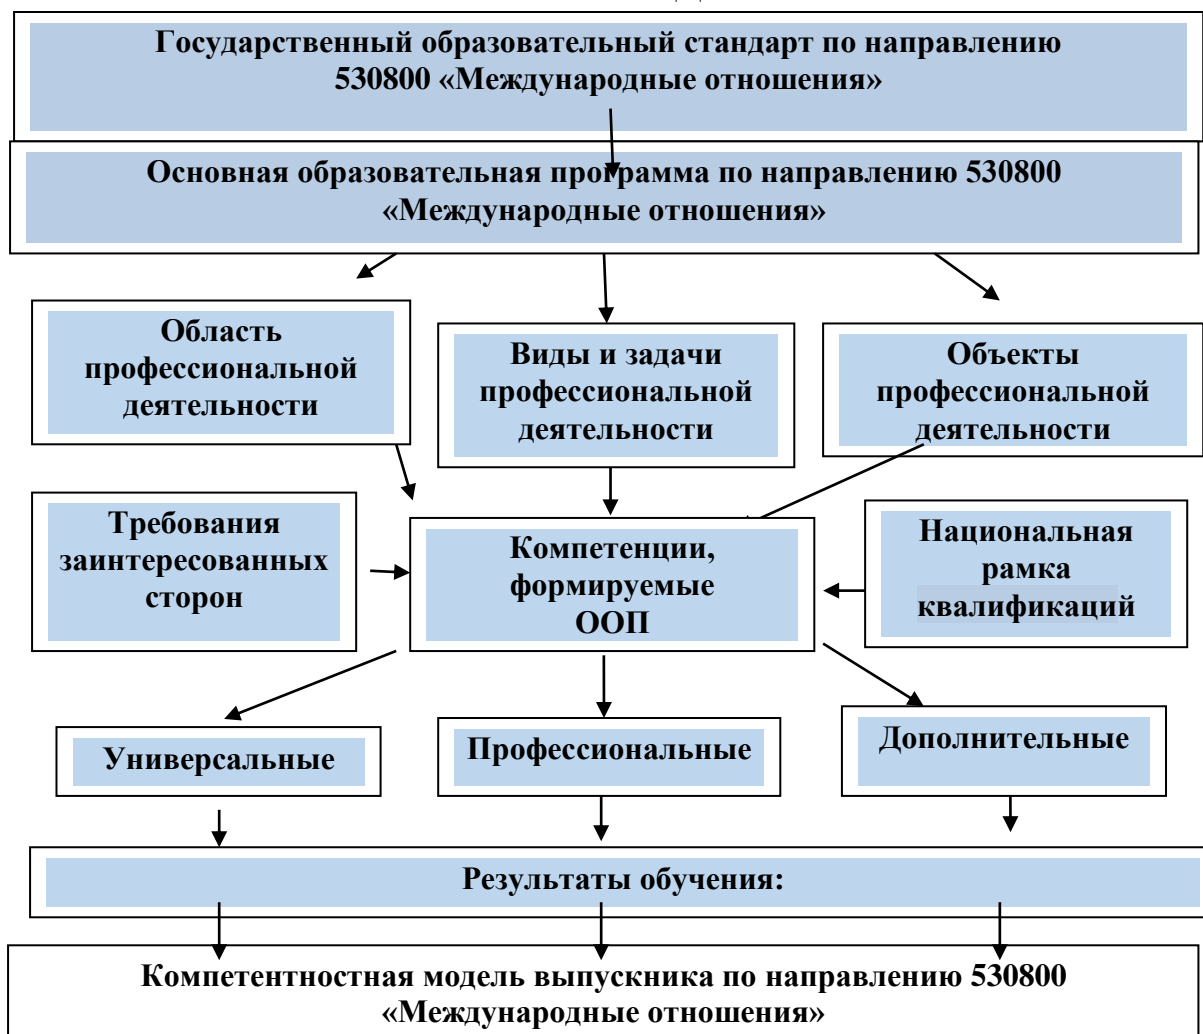 Государственный образовательный стандарт по направлению
530800 «Международные отношения»
Основная образовательная программа по направлению 530800
«Международные отношения»
Область
профессиональной
деятельности
Виды и задачи
профессиональной
деятельности
Объекты
профессиональной
деятельности
Требования
заинтересованных
сторон
Компетенции,
формируемые
ООП
Национальная
рамка
квалификаций
Универсальные
Профессиональные
Дополнительные
Результаты обучения:
Компетентностная модель выпускника по направлению 530800
«Международные отношения»